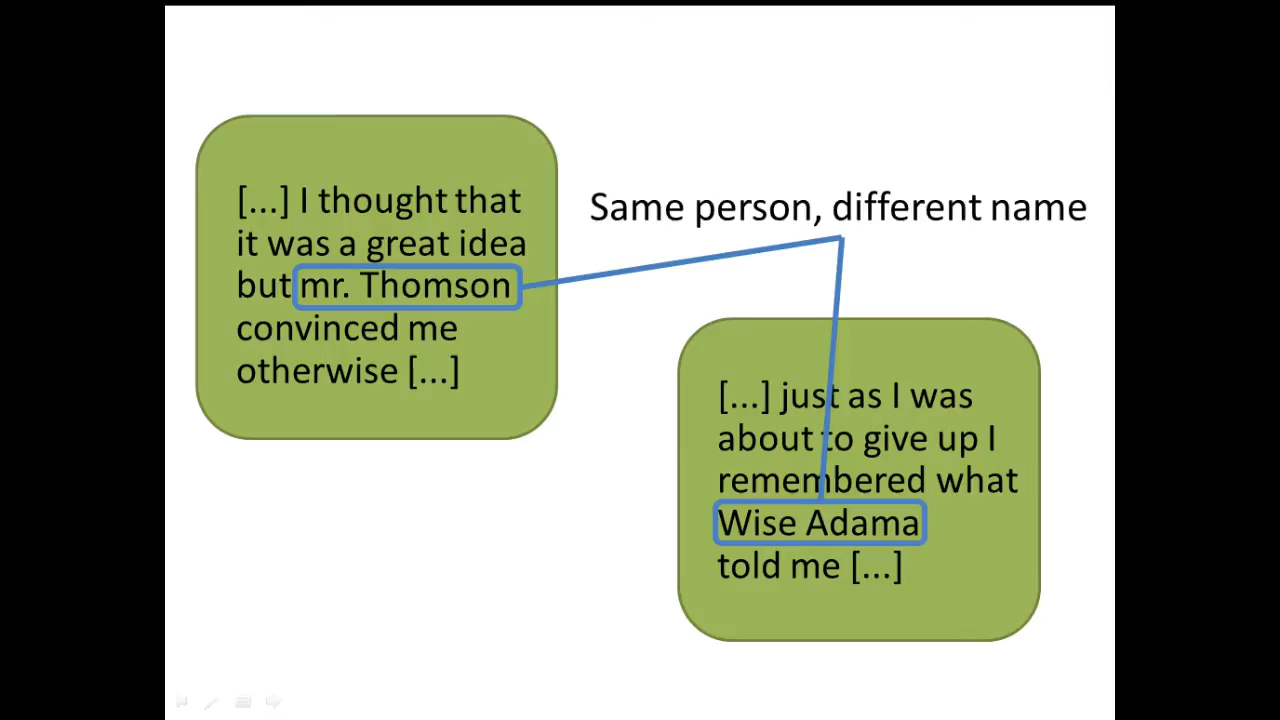 [...] I thought that
it was a great idea
but mr. Thomson
convinced me
otherwise [...]
Same person, different name
[...] just as I was
about to give up I
remembered what
Wise Adama
told me [...]